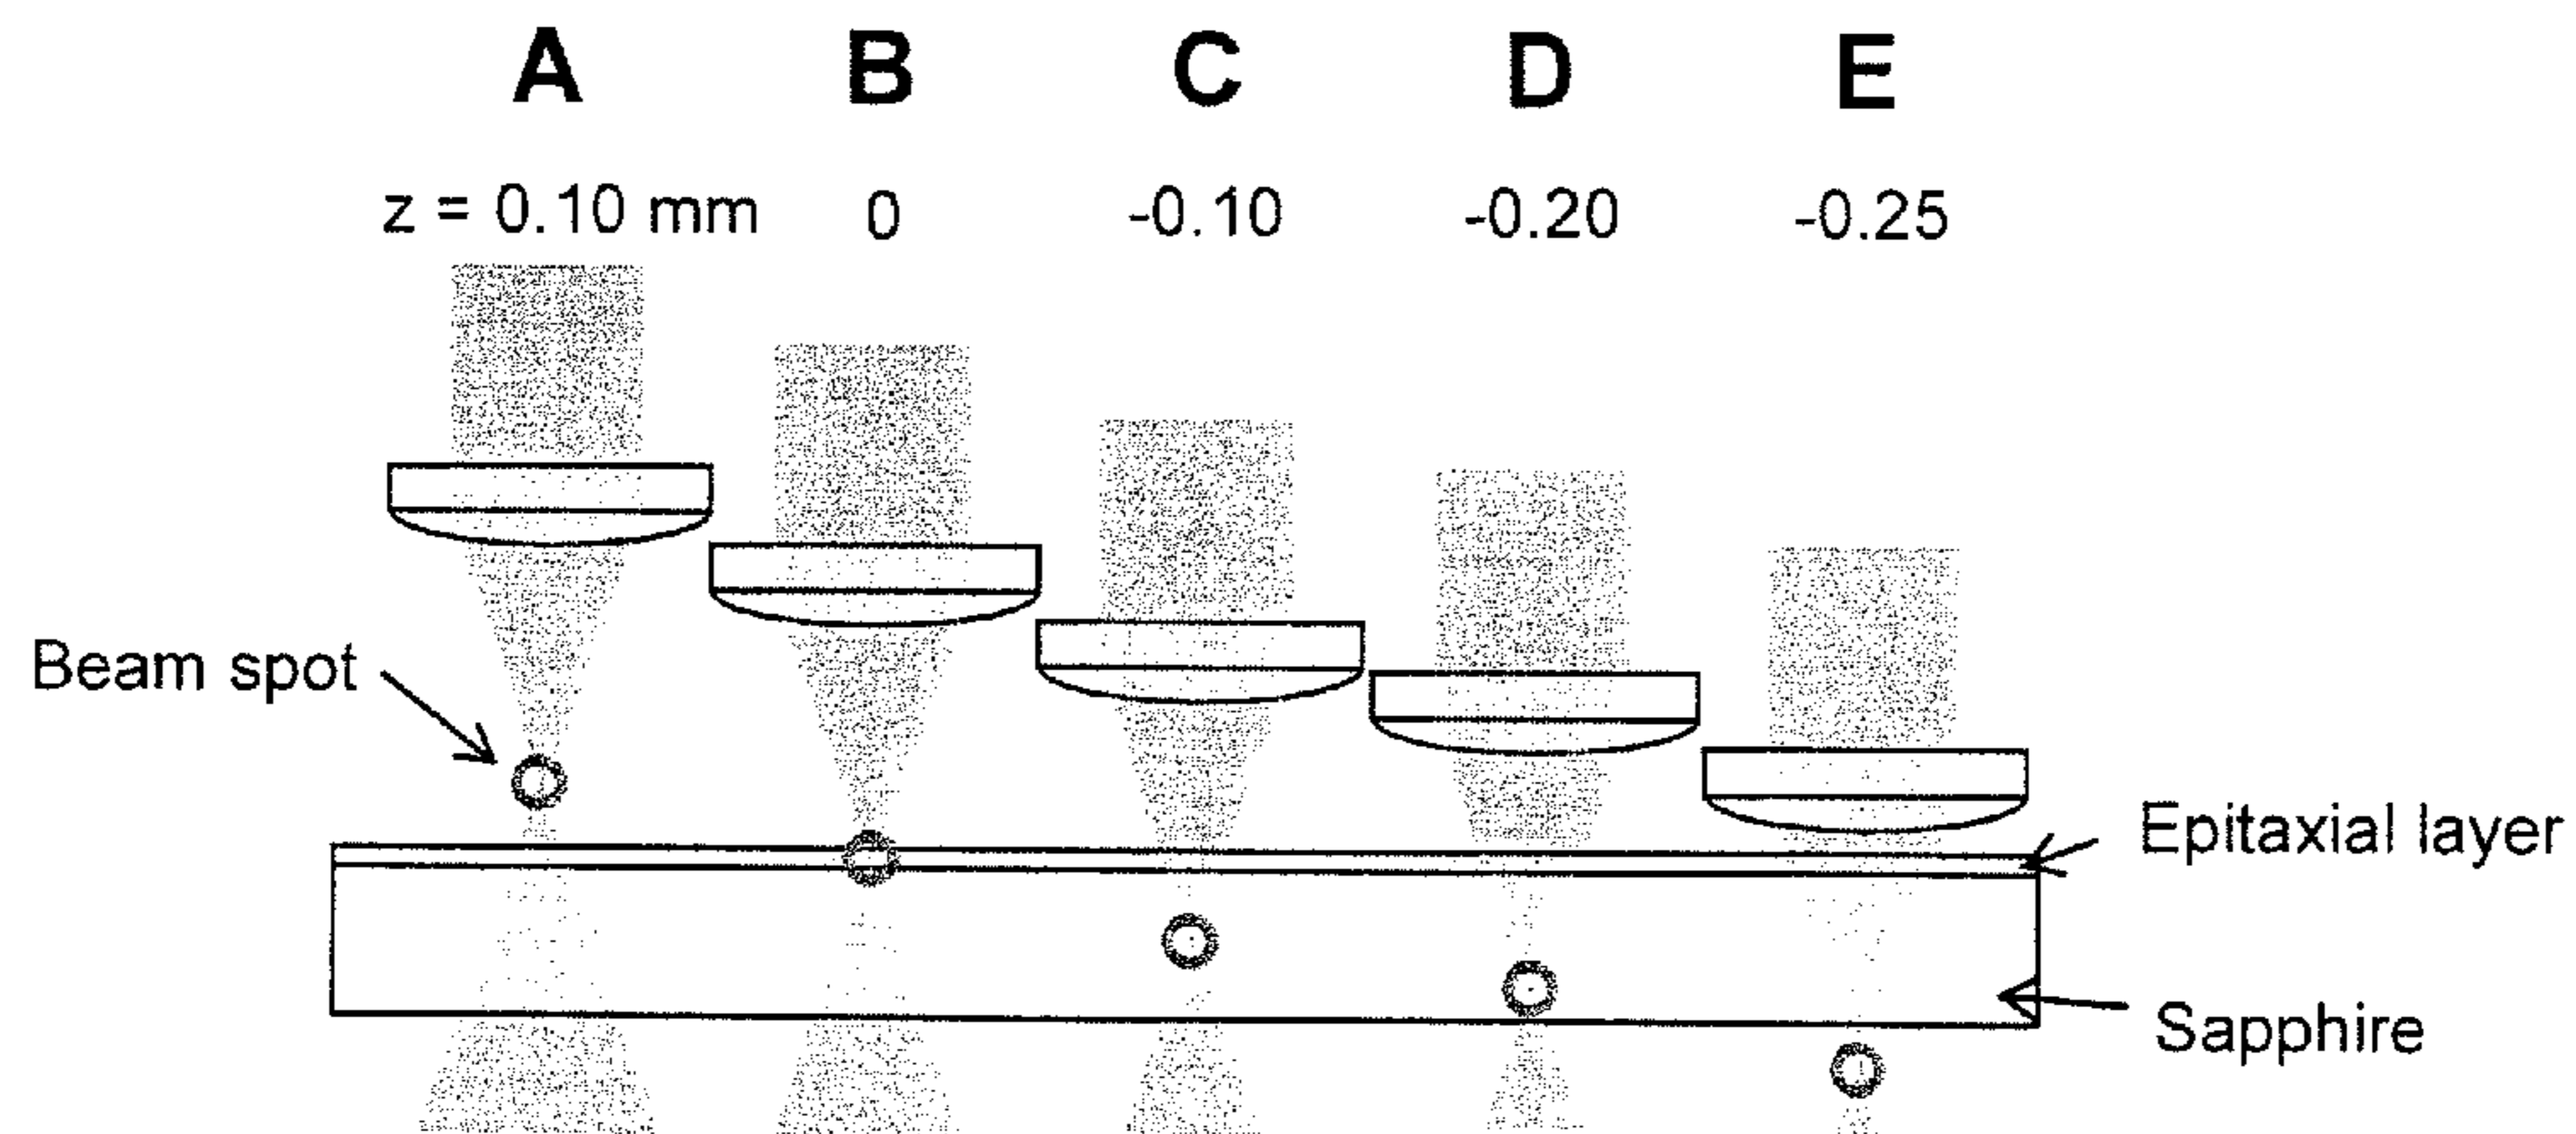 A B C D E
z = 0.10 mm 0 -0.10 -0.20 -0.25
Beam spot
Epitaxial layer
Sapphire